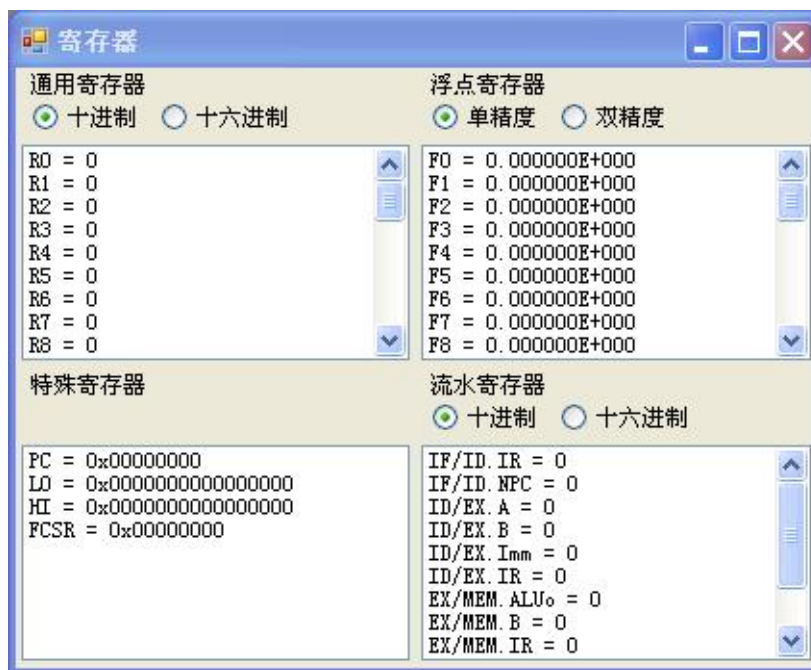 寄存器
通用寄存器
十进制 十六进制
R0 = 0
R1 = 0
R2 = 0
R3 = 0
R4 = 0
R5 = 0
R6 = 0
R7 = 0
R8 = 0
浮点寄存器
单精度 双精度
F0 = 0.000000E+000
F1 = 0.000000E+000
F2 = 0.000000E+000
F3 = 0.000000E+000
F4 = 0.000000E+000
F5 = 0.000000E+000
F6 = 0.000000E+000
F7 = 0.000000E+000
F8 = 0.000000E+000
特殊寄存器
PC = 0x00000000
LO = 0x0000000000000000
HI = 0x0000000000000000
FCSR = 0x00000000
流水寄存器
十进制 十六进制
IF/ID.IR = 0
IF/ID.NPC = 0
ID/EX.A = 0
ID/EX.B = 0
ID/EX.Imm = 0
ID/EX.IR = 0
EX/MEM.ALUo = 0
EX/MEM.B = 0
EX/MEM.IR = 0